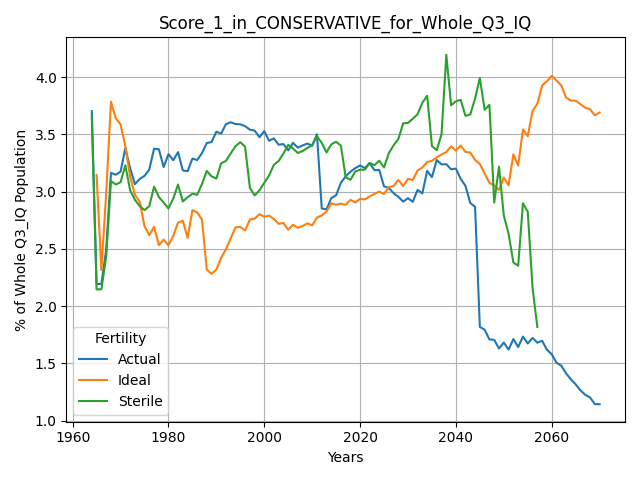 Score_1_in_CONSERVATIVE_for_Whole_Q3_IQ
% of Whole Q3_IQ Population
4.0
3.5
3.0
2.5
2.0
1.5
1.0
Fertility
Actual
Ideal
Sterile
1960
1980
2000
2020
2040
2060
Years